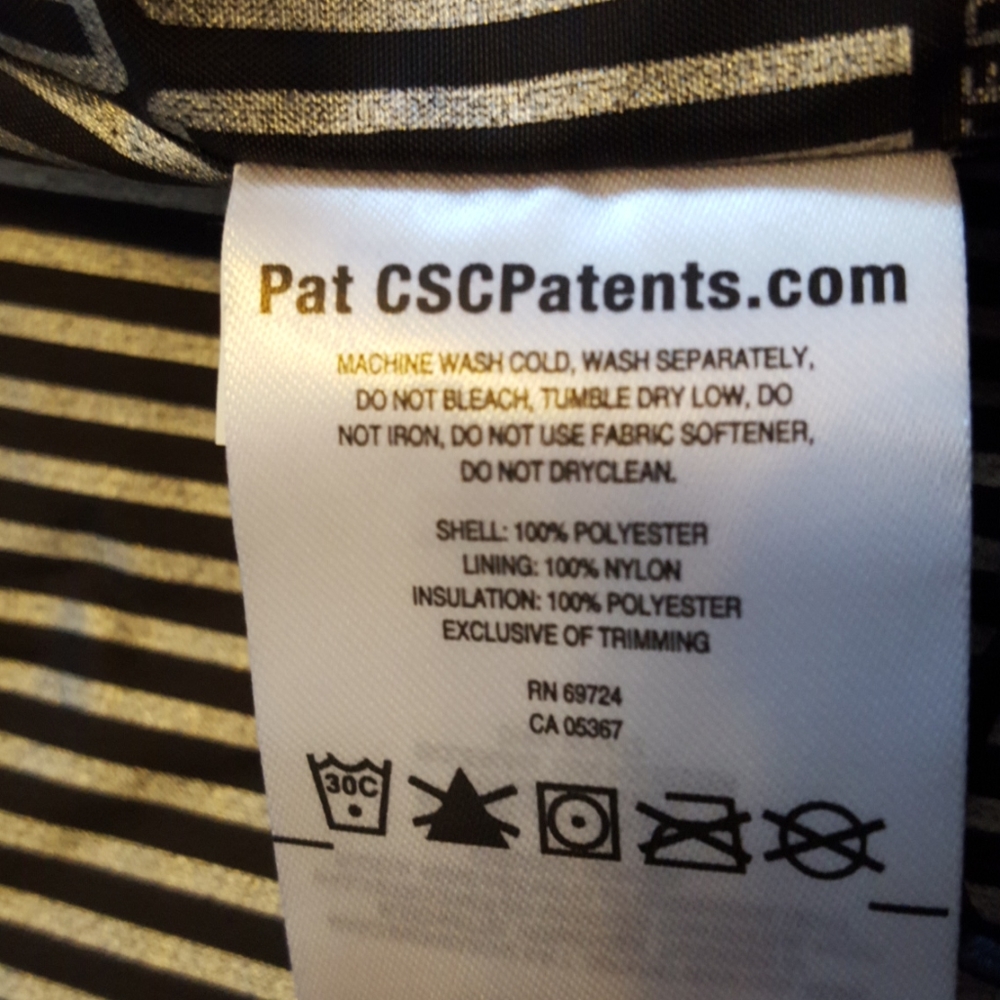 Pat CSCPatents.com
MACHINE WASH COLD, WASH SEPARATELY,
DO NOT BLEACH, TUMBLE DRY LOW, DO
NOT IRON, DO NOT USE FABRIC SOFTENER,
DO NOT DRYCLEAN.
SHELL: 100% POLYESTER
LINING: 100% NYLON
INSULATION: 100% POLYESTER
EXCLUSIVE OF TRIMMING
RN 69724
CA 05367
30C